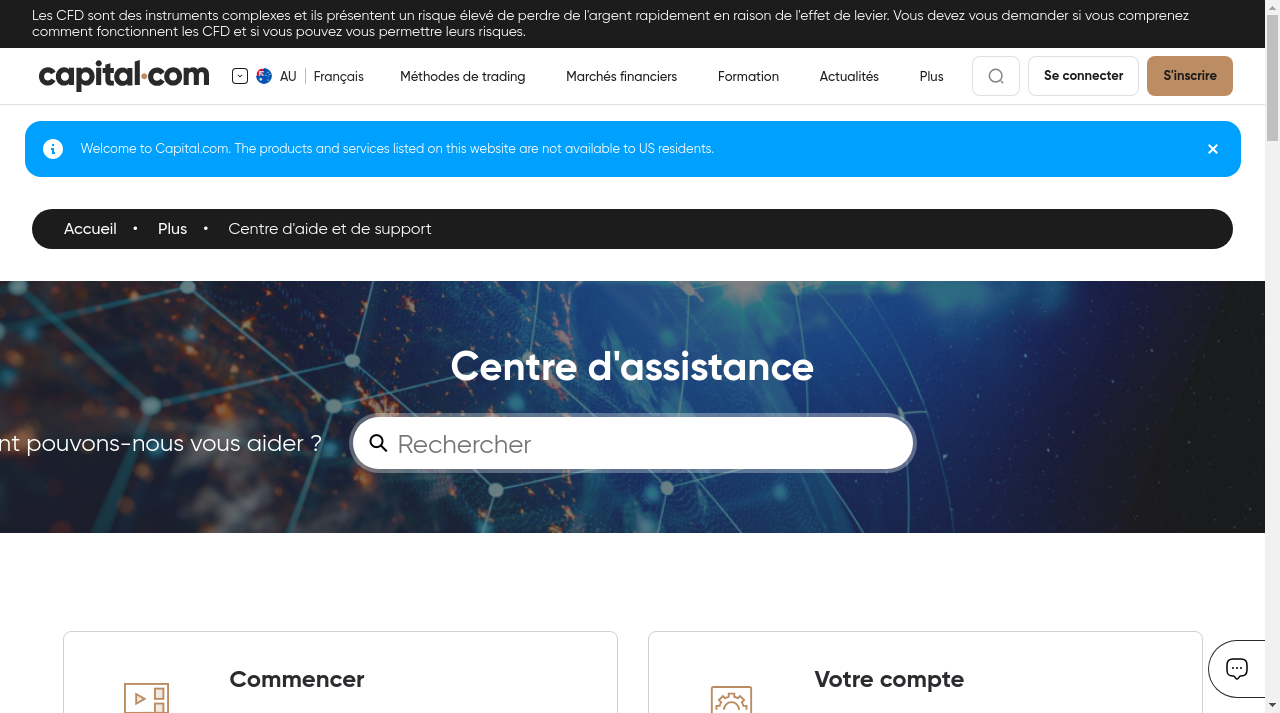 Les CFD sont des instruments complexes et ils présentent un risque élevé de perdre de l'argent rapidement en raison de l'effet de levier. Vous devez vous demander si vous comprenez
comment fonctionnent les CFD et si vous pouvez vous permettre leurs risques.
capital.com
AU
Français
Méthodes de trading
Marchés financiers
Formation
Actualités
Plus
Se connecter
S'inscrire
Welcome to Capital.com. The products and services listed on this website are not available to US residents.
Accueil • Plus • Centre d'aide et de support
Centre d'assistance
pouvons-nous vous aider ?
Rechercher
Commencer
Votre compte